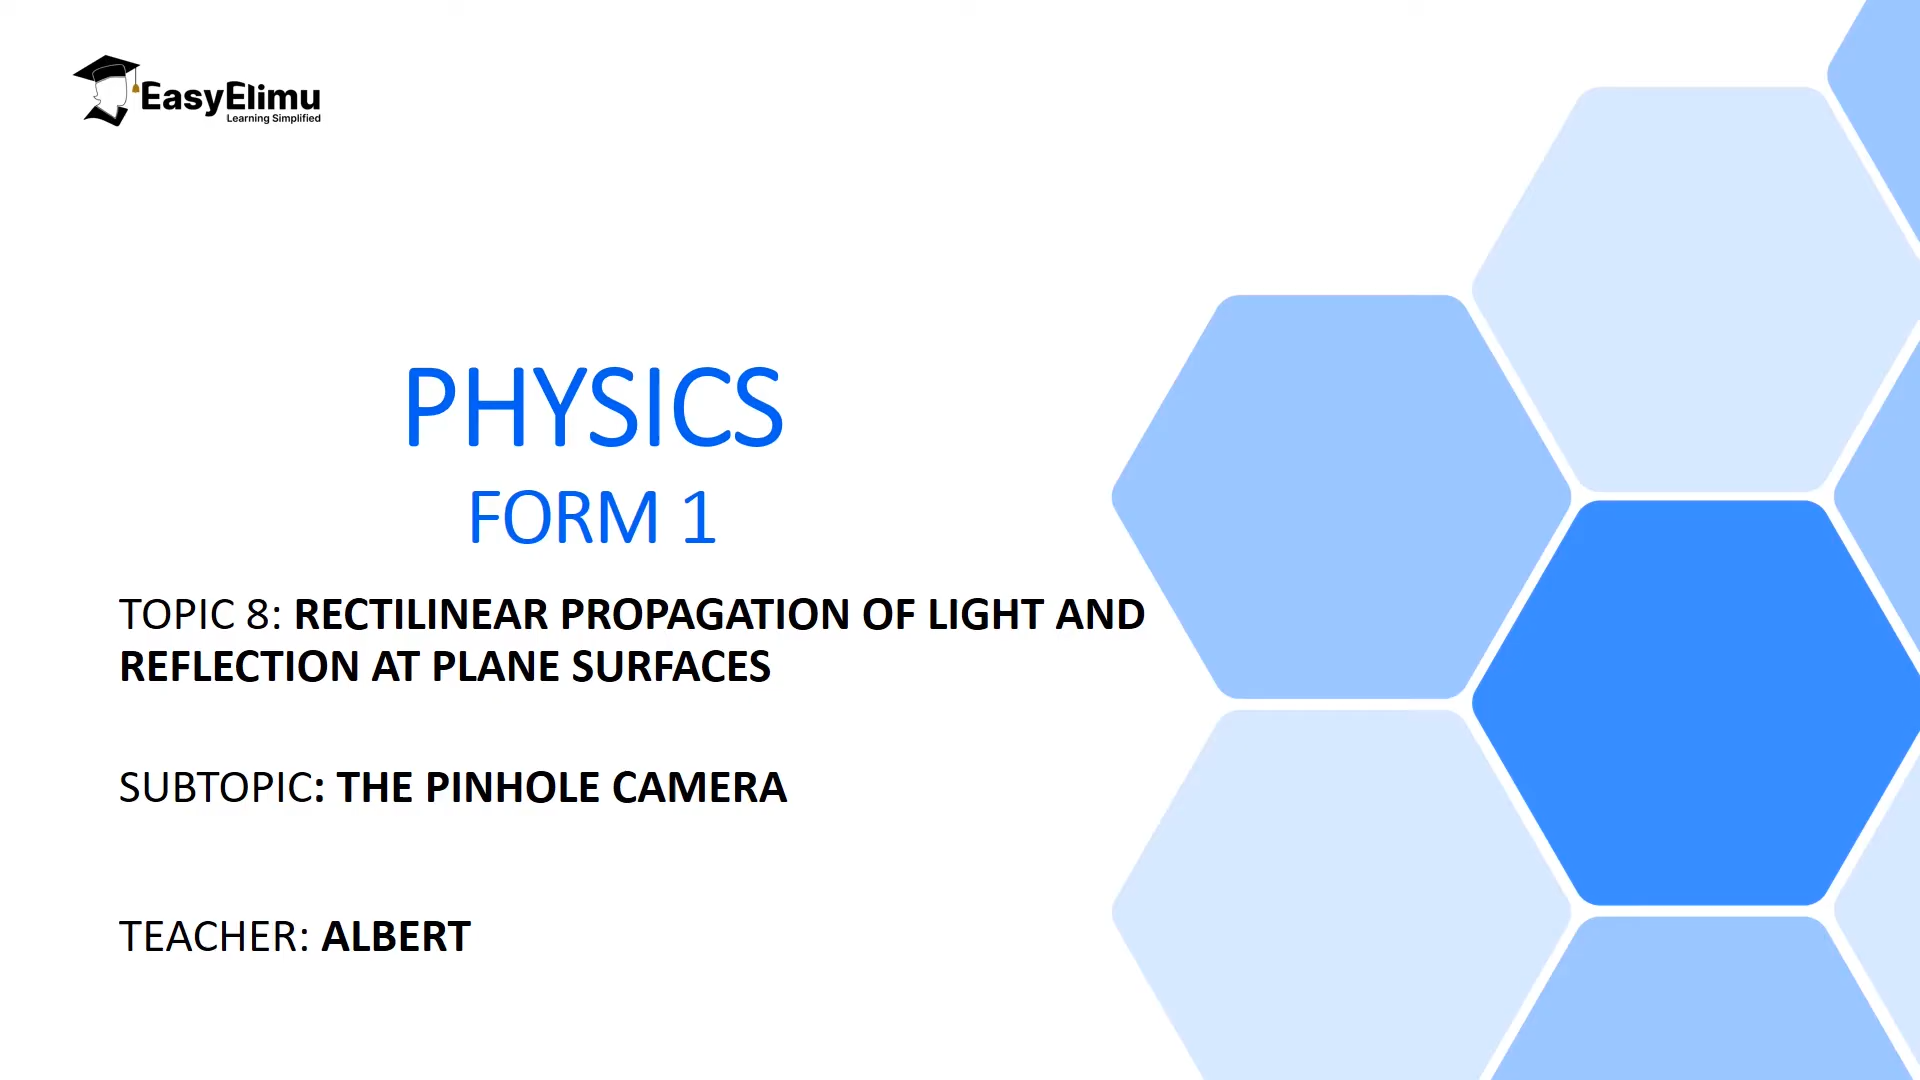 EasyElimu
Learning Simplified
PHYSICS
FORM 1
TOPIC 8: RECTILINEAR PROPAGATION OF LIGHT AND
REFLECTION AT PLANE SURFACES
SUBTOPIC: THE PINHOLE CAMERA
TEACHER: ALBERT